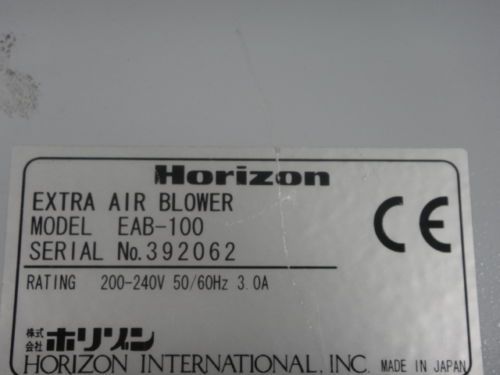 Horizon
EXTRA AIR BLOWER
MODEL EAB-100
SERIAL No. 392062
RATING 200-240V 50/60Hz 3.0A
CE
株式会社 ホリゾン
HORIZON INTERNATIONAL, INC. MADE IN JAPAN